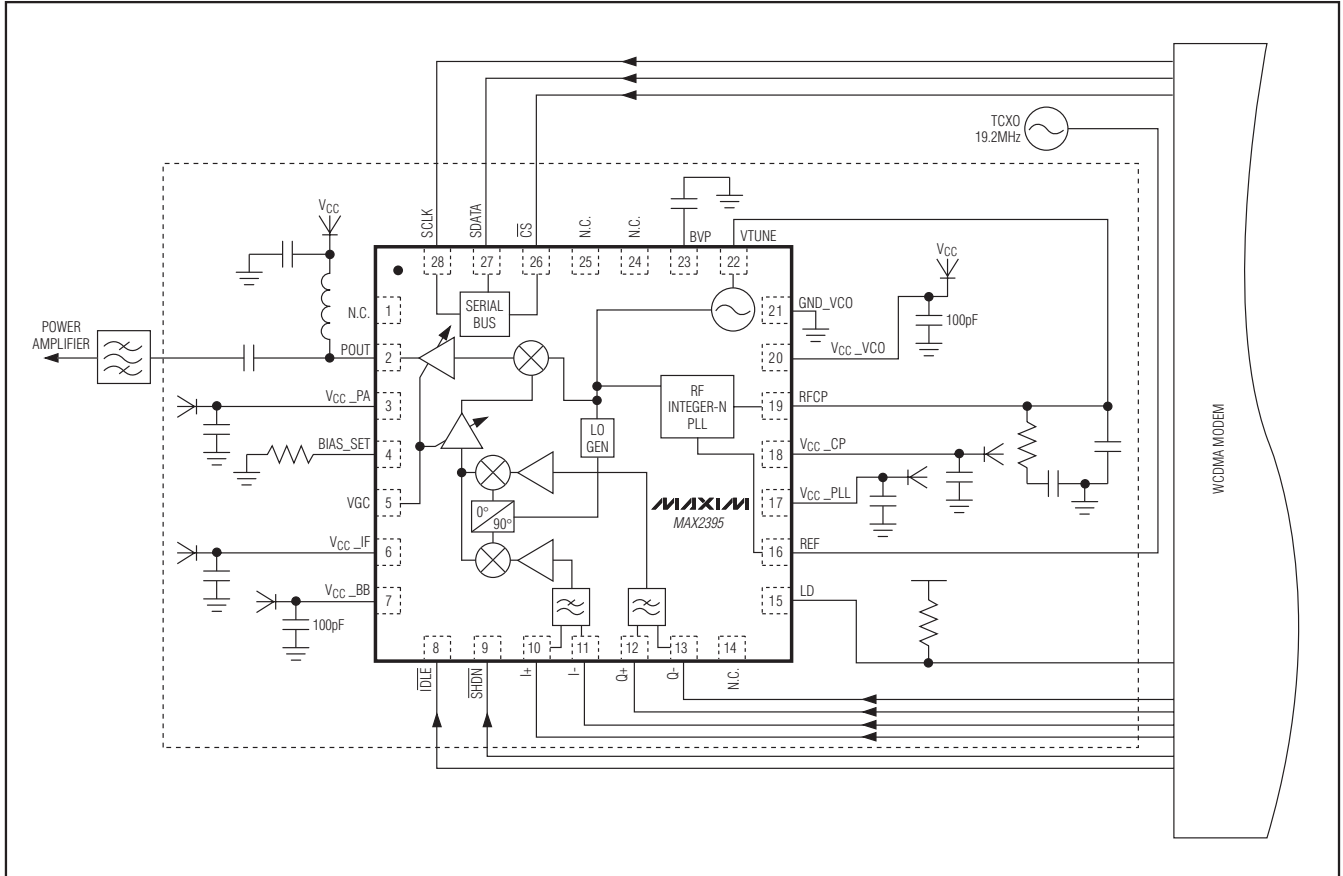 TCXO
19.2MHz
VCC
SCLK
SDATA
CS
N.C.
N.C.
BVP
VTUNE
28
27
26
25
24
23
22
VCC
N.C.
1
SERIAL
BUS
21
GND_VCO
100pF
POWER
AMPLIFIER
POUT
2
20
VCC_VCO
VCC_PA
3
RF
INTEGER-N
PLL
19
RFCP
LO
GEN
BIAS_SET
4
18
VCC_CP
WCDMA MODEM
VGC
5
0°
90°
MAXIM
MAX2395
17
VCC_PLL
VCC_IF
6
16
REF
VCC_BB
7
15
LD
100pF
8
9
10
11
12
13
14
IDLE
SHDN
I+
I-
Q+
Q-
N.C.